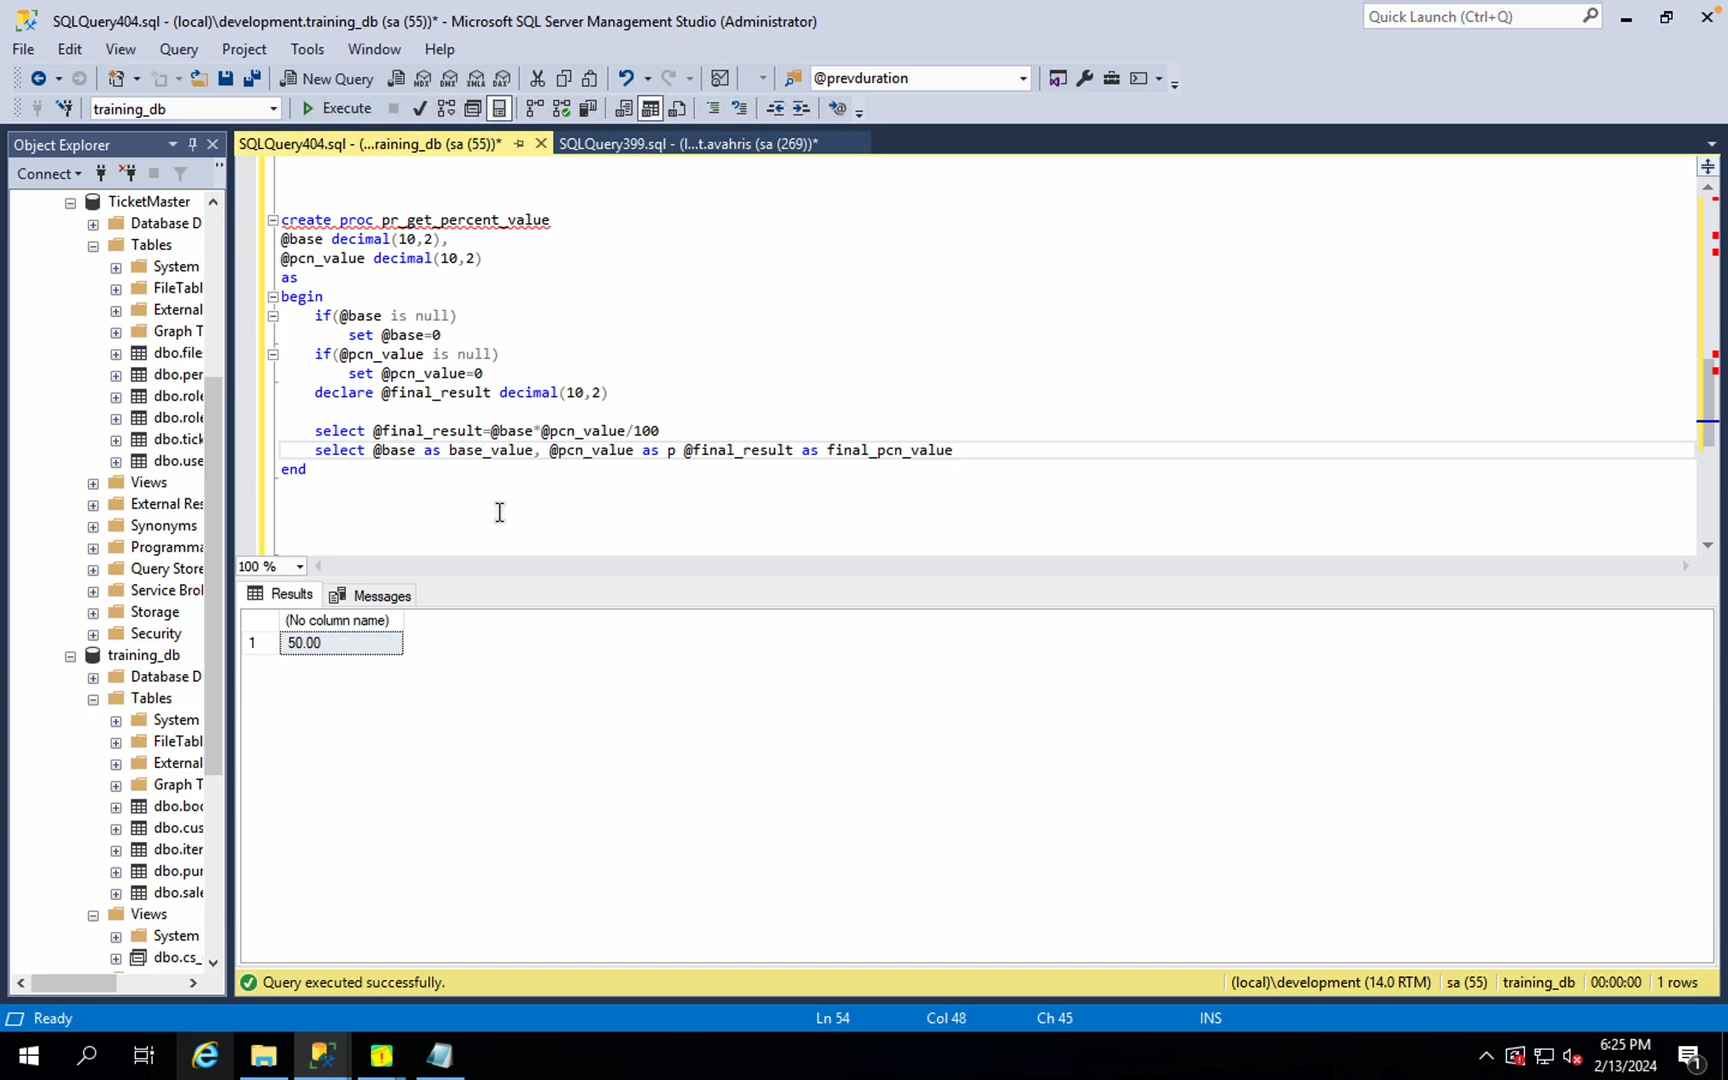 SQLQuery404.sql - (local)\development.training_db (sa (55))* - Microsoft SQL Server Management Studio (Administrator)
Quick Launch (Ctrl+Q)
File Edit View Query Project Tools Window Help
New Query
MDX DMX XMLA DAX
@prevduration
training_db
Execute
Object Explorer
SQLQuery404.sql - (...raining_db (sa (55))*
SQLQuery399.sql - (l...t.avahris (sa (269))*
Connect
TicketMaster
Database D
Tables
System
FileTabl
External
Graph T
dbo.file
dbo.per
dbo.role
dbo.role
dbo.tick
dbo.use
Views
External Res
Synonyms
Programma
Query Store
Service Brol
Storage
Security
training_db
Database D
Tables
System
FileTabl
External
Graph T
dbo.boo
dbo.cus
dbo.iter
dbo.pur
dbo.sale
Views
System
dbo.cs_
create proc pr_get_percent_value
@base decimal(10,2),
@pcn_value decimal(10,2)
as
begin
if(@base is null)
set @base=0
if(@pcn_value is null)
set @pcn_value=0
declare @final_result decimal(10,2)
select @final_result=@base*@pcn_value/100
select @base as base_value, @pcn_value as p @final_result as final_pcn_value
end
100 %
Results Messages
(No column name)
1 50.00
Query executed successfully.
(local)\development (14.0 RTM) sa (55) training_db 00:00:00 1 rows
Ready
Ln 54 Col 48 Ch 45 INS
6:25 PM
2/13/2024
1